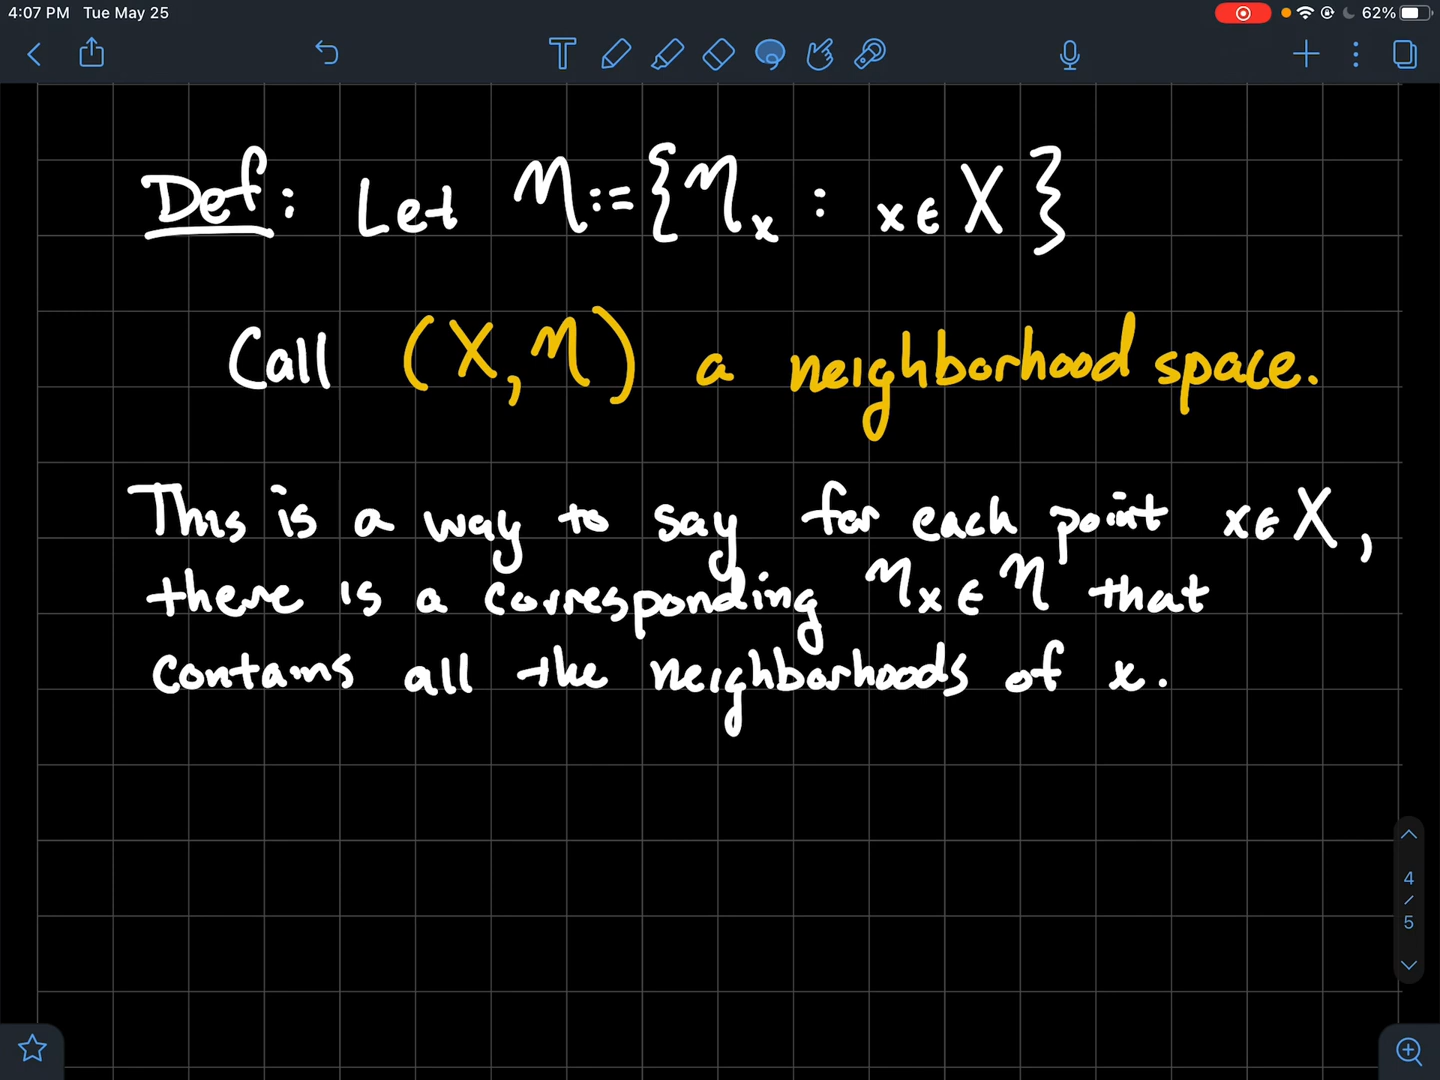 4:07 PM Tue May 25
62%
Def: Let 𝒩 := {𝒩ₓ : x ∈ X}
Call (X, 𝒩) a neighborhood space.
This is a way to say for each point x ∈ X,
there is a corresponding 𝒩ₓ ∈ 𝒩 that
contains all the neighborhoods of x.
4
/
5